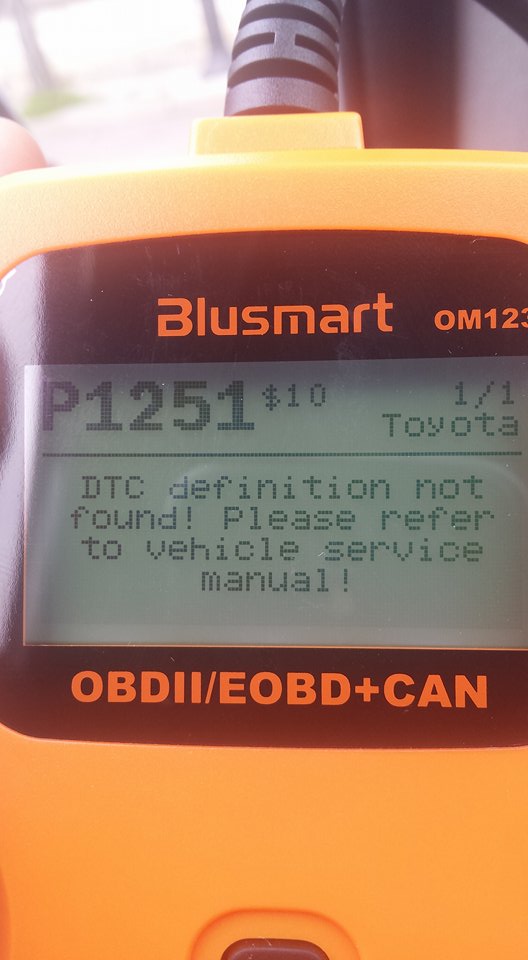 Blusmart OM123
P1251 $10 1/1
Toyota
DTC definition not
found! Please refer
to vehicle service
manual!
OBDII/EOBD+CAN